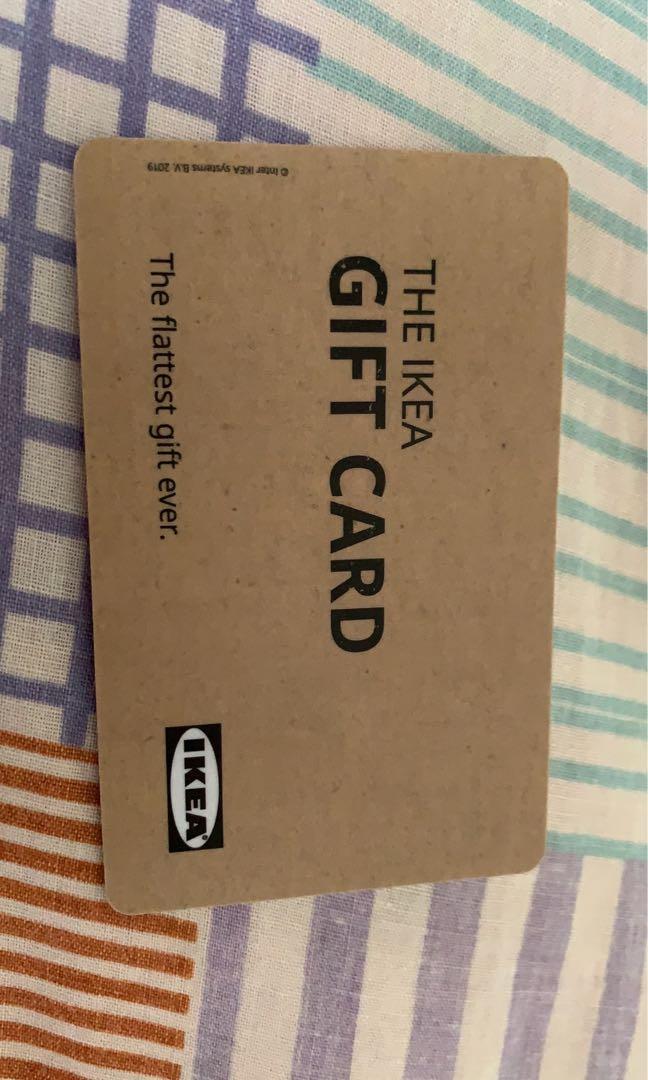 THE IKEA
GIFT CARD
The flattest gift ever.
IKEA
© Inter IKEA Systems B.V. 2019